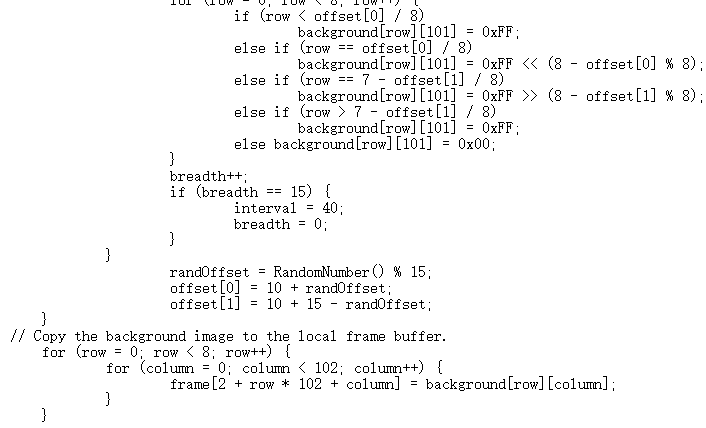 for (row = 0; row < 8; row++) {
if (row < offset[0] / 8)
background[row][101] = 0xFF;
else if (row == offset[0] / 8)
background[row][101] = 0xFF << (8 - offset[0] % 8);
else if (row == 7 - offset[1] / 8)
background[row][101] = 0xFF >> (8 - offset[1] % 8);
else if (row > 7 - offset[1] / 8)
background[row][101] = 0xFF;
else background[row][101] = 0x00;
}
breadth++;
if (breadth == 15) {
interval = 40;
breadth = 0;
}
}
randOffset = RandomNumber() % 15;
offset[0] = 10 + randOffset;
offset[1] = 10 + 15 - randOffset;
}
// Copy the background image to the local frame buffer.
for (row = 0; row < 8; row++) {
for (column = 0; column < 102; column++) {
frame[2 + row * 102 + column] = background[row][column];
}
}